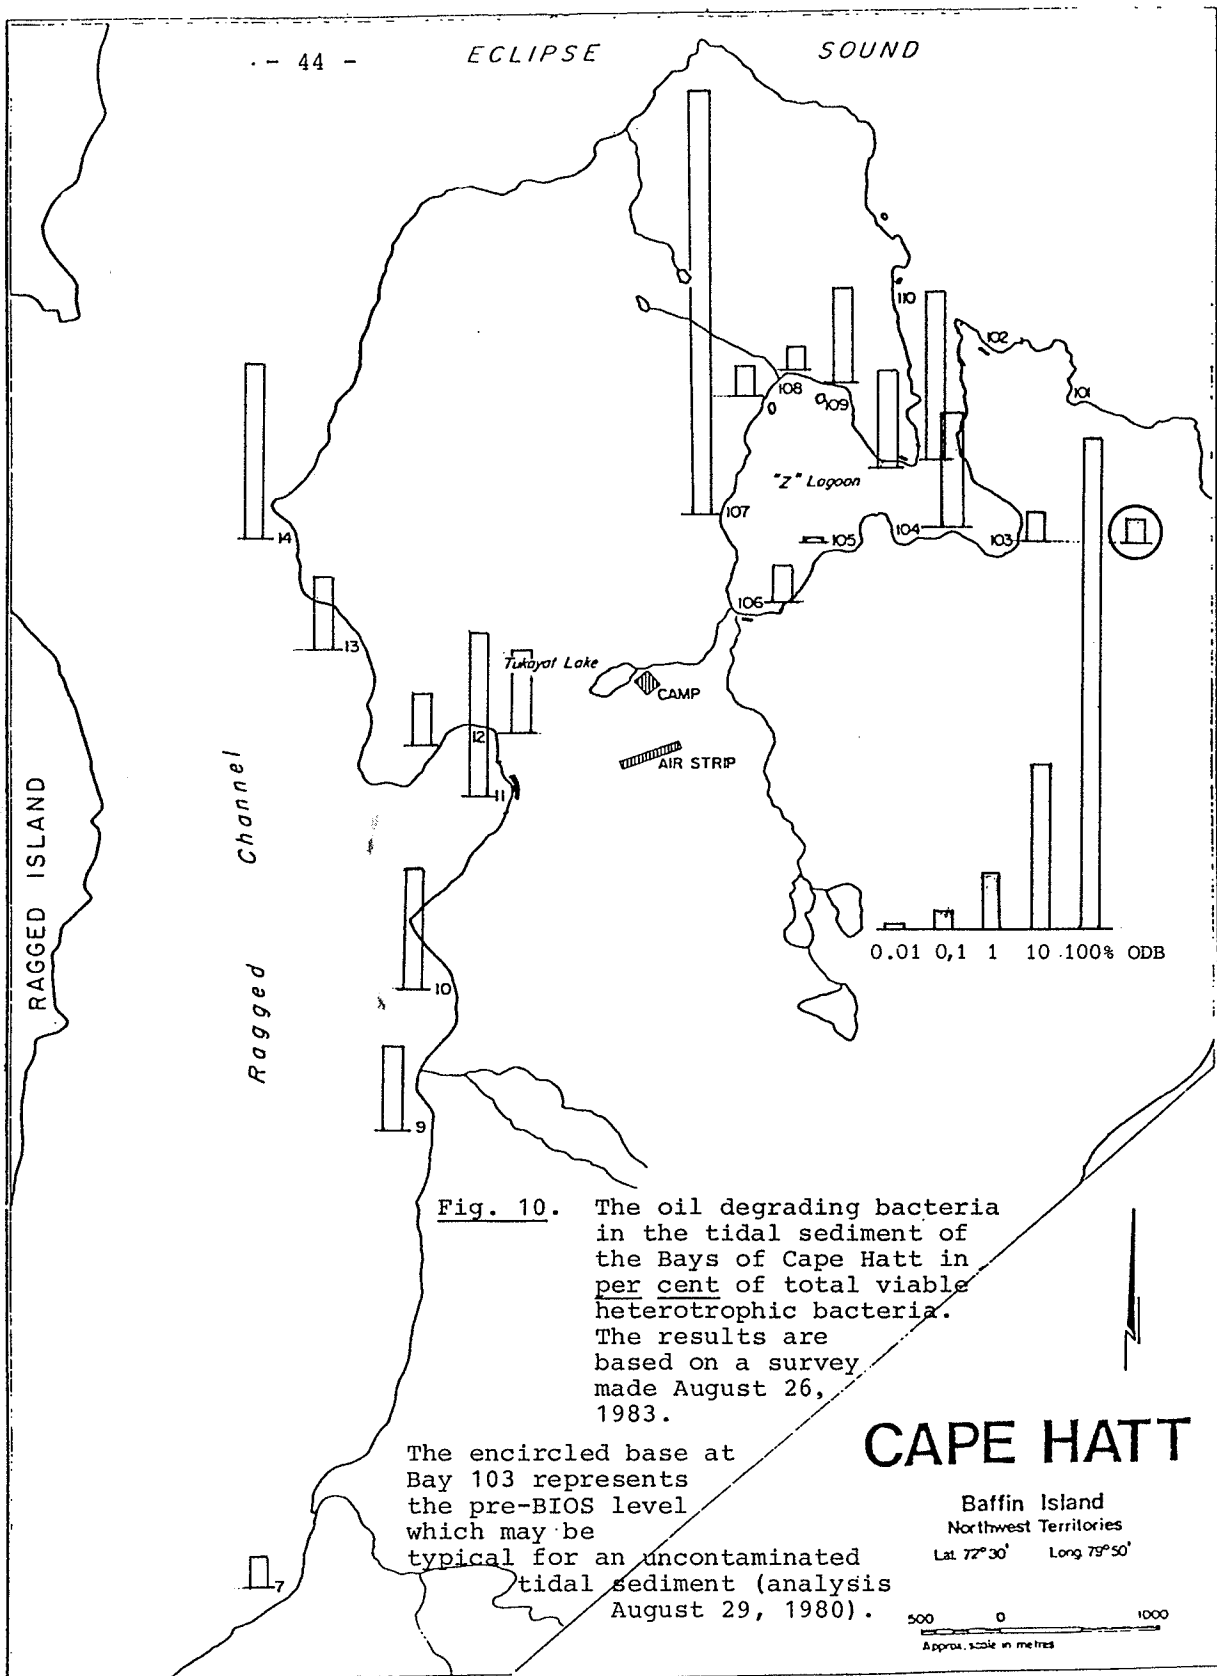 - 44 -
ECLIPSE SOUND
110
102
101
108
109
"Z" Lagoon
107
104
103
105
106
14
13
Tukayat Lake
CAMP
12
AIR STRIP
11
RAGGED ISLAND
Ragged Channel
10
9
0.01 0,1 1 10 100% ODB
Fig. 10. The oil degrading bacteria
in the tidal sediment of
the Bays of Cape Hatt in
per cent of total viable
heterotrophic bacteria.
The results are
based on a survey
made August 26,
1983.
The encircled base at
Bay 103 represents
the pre-BIOS level
which may be
typical for an uncontaminated
tidal sediment (analysis
August 29, 1980).
7
CAPE HATT
Baffin Island
Northwest Territories
Lat. 72°30' Long. 79°50'
500 0 1000
Approx. scale in metres